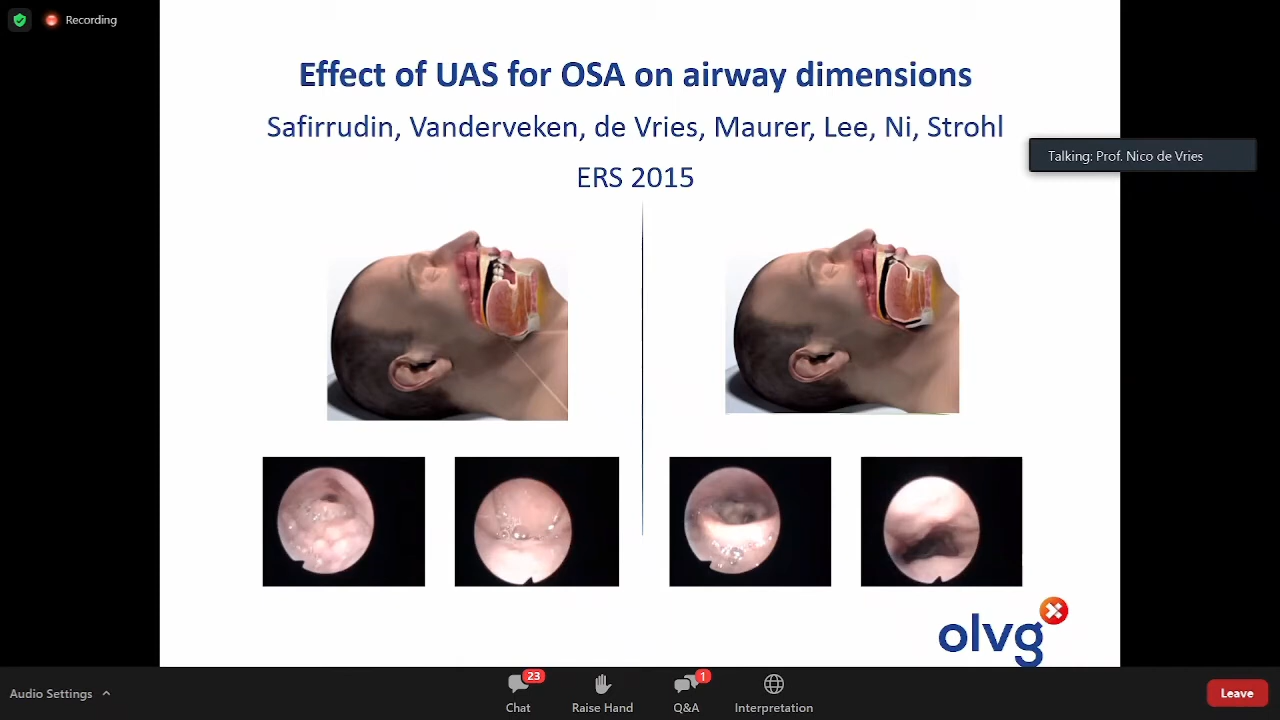 Recording
Effect of UAS for OSA on airway dimensions
Safirrudin, Vanderveken, de Vries, Maurer, Lee, Ni, Strohl
Talking: Prof. Nico de Vries
ERS 2015
olvg
Audio Settings
23
Chat
Raise Hand
1
Q&A
Interpretation
Leave